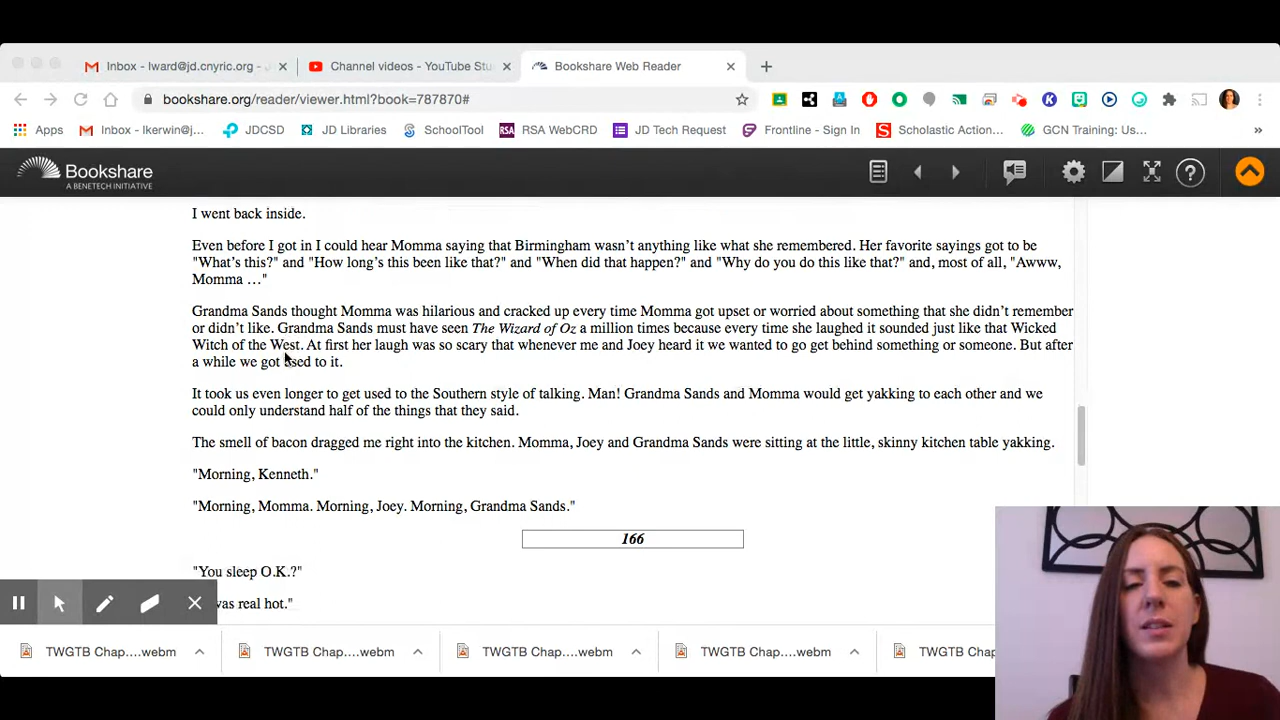 Inbox - lward@jd.cnyric.org -
Channel videos - YouTube Stu
Bookshare Web Reader
bookshare.org/reader/viewer.html?book=787870#
Apps
Inbox - lkerwin@j...
JDCSD
JD Libraries
SchoolTool
RSA WebCRD
JD Tech Request
Frontline - Sign In
Scholastic Action...
GCN Training: Us...
Bookshare
A BENETECH INITIATIVE
I went back inside.
Even before I got in I could hear Momma saying that Birmingham wasn't anything like what she remembered. Her favorite sayings got to be
"What's this?" and "How long's this been like that?" and "When did that happen?" and "Why do you do this like that?" and, most of all, "Awww,
Momma …"
Grandma Sands thought Momma was hilarious and cracked up every time Momma got upset or worried about something that she didn't remember
or didn't like. Grandma Sands must have seen The Wizard of Oz a million times because every time she laughed it sounded just like that Wicked
Witch of the West. At first her laugh was so scary that whenever me and Joey heard it we wanted to go get behind something or someone. But after
a while we got used to it.
It took us even longer to get used to the Southern style of talking. Man! Grandma Sands and Momma would get yakking to each other and we
could only understand half of the things that they said.
The smell of bacon dragged me right into the kitchen. Momma, Joey and Grandma Sands were sitting at the little, skinny kitchen table yakking.
"Morning, Kenneth."
"Morning, Momma. Morning, Joey. Morning, Grandma Sands."
166
"You sleep O.K.?"
was real hot."
TWGTB Chap....webm
TWGTB Chap....webm
TWGTB Chap....webm
TWGTB Chap....webm
TWGTB Chap